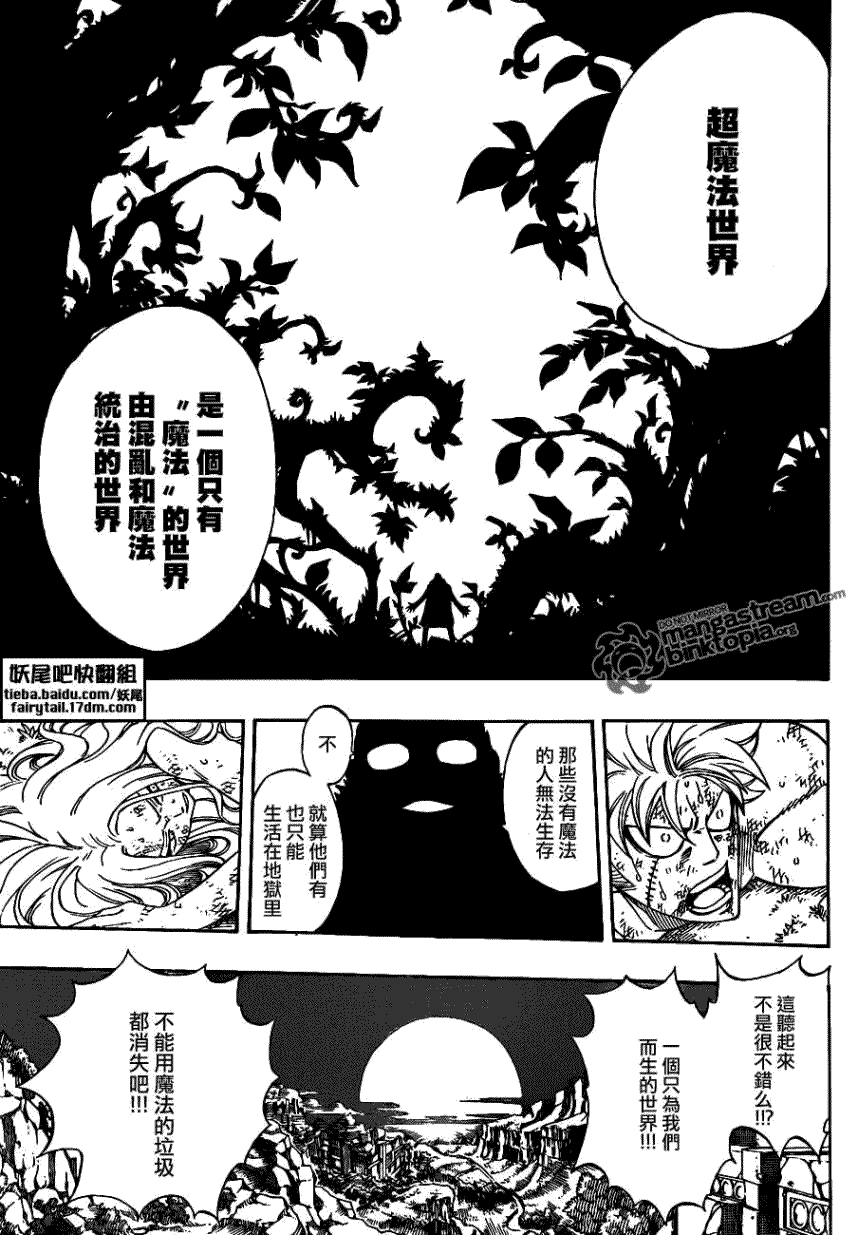 超魔法世界
是一個只有
〝魔法〞的世界
由混亂和魔法
統治的世界
DO NOT MIRROR
mangastream.com
binktopia.org
妖尾吧快翻組
tieba.baidu.com/妖尾
fairytail.17dm.com
那些沒有魔法
的人無法生存
不
就算他們有
也只能
生活在地獄里
這聽起來
不是很不錯么!!?
一個只為我們
而生的世界!!!
不能用魔法的垃圾
都消失吧!!!